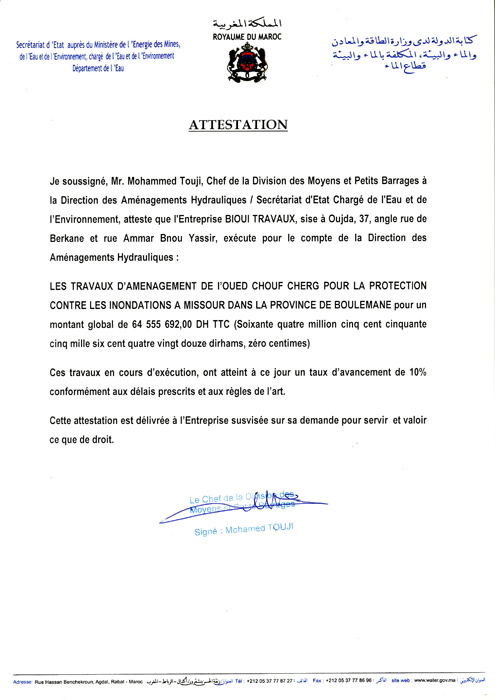 المملكة المغربية
ROYAUME DU MAROC
Secrétariat d 'Etat auprès du Ministère de l 'Energie des Mines,
de l'Eau et de l'Environnement, chargé de l 'Eau et de l'Environnement
Département de l 'Eau
كتابة الدولة لدى وزارة الطاقة والمعادن
والماء والبيئة، المكلفة بالماء والبيئة
قطاع الماء
ATTESTATION
Je soussigné, Mr. Mohammed Touji, Chef de la Division des Moyens et Petits Barrages à
la Direction des Aménagements Hydrauliques / Secrétariat d'Etat Chargé de l'Eau et de
l'Environnement, atteste que l'Entreprise BIOUI TRAVAUX, sise à Oujda, 37, angle rue de
Berkane et rue Ammar Bnou Yassir, exécute pour le compte de la Direction des
Aménagements Hydrauliques :
LES TRAVAUX D'AMENAGEMENT DE l'OUED CHOUF CHERG POUR LA PROTECTION
CONTRE LES INONDATIONS A MISSOUR DANS LA PROVINCE DE BOULEMANE pour un
montant global de 64 555 692,00 DH TTC (Soixante quatre million cinq cent cinquante
cinq mille six cent quatre vingt douze dirhams, zéro centimes)
Ces travaux en cours d'exécution, ont atteint à ce jour un taux d'avancement de 10%
conformément aux délais prescrits et aux règles de l'art.
Cette attestation est délivrée à l'Entreprise susvisée sur sa demande pour servir et valoir
ce que de droit.
Le Chef de la Division des
Moyens et Petits Barrages
Signé : Mohamed TOUJI
Adresse Rue Hassan Benchekroun, Agdal, Rabat - Maroc العنوان Tél : +212 05 37 77 87 27 الهاتف Fax : +212 05 37 77 86 96 الفاكس site web : www.water.gov.ma العنوان الإلكتروني